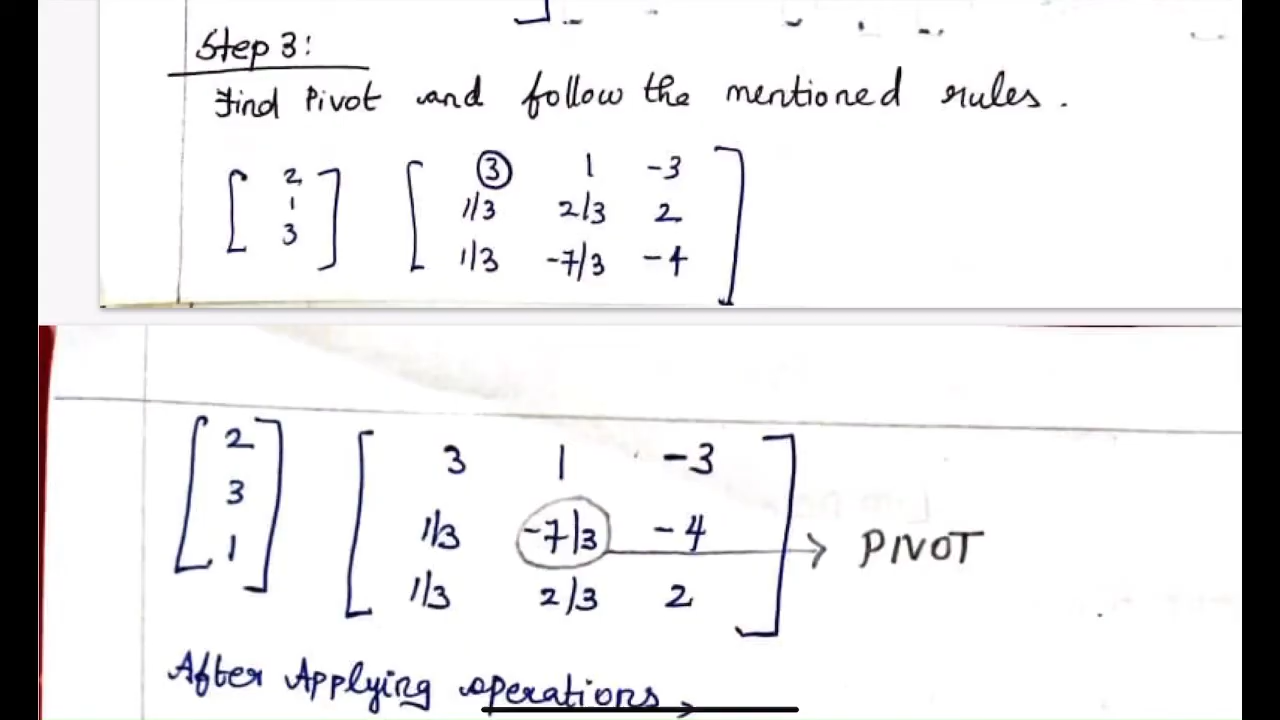 Step 3:
Find Pivot and follow the mentioned rules.
2 3 1 -3
1 1/3 2/3 2
3 1/3 -7/3 -4
2 3 1 -3
3 1/3 -7/3 -4 → PIVOT
1 1/3 2/3 2
After Applying operations →